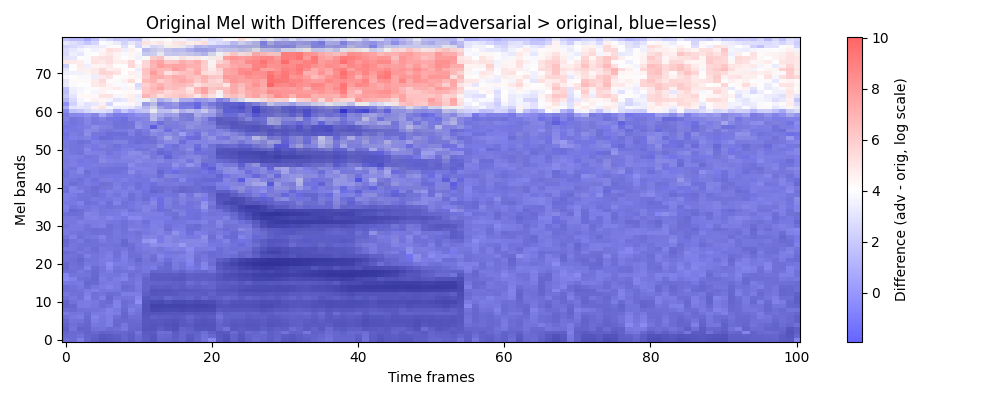 Original Mel with Differences (red=adversarial > original, blue=less)
Mel bands
70
60
50
40
30
20
10
0
0 20 40 60 80 100
Time frames
10
8
6
4
2
0
Difference (adv - orig, log scale)